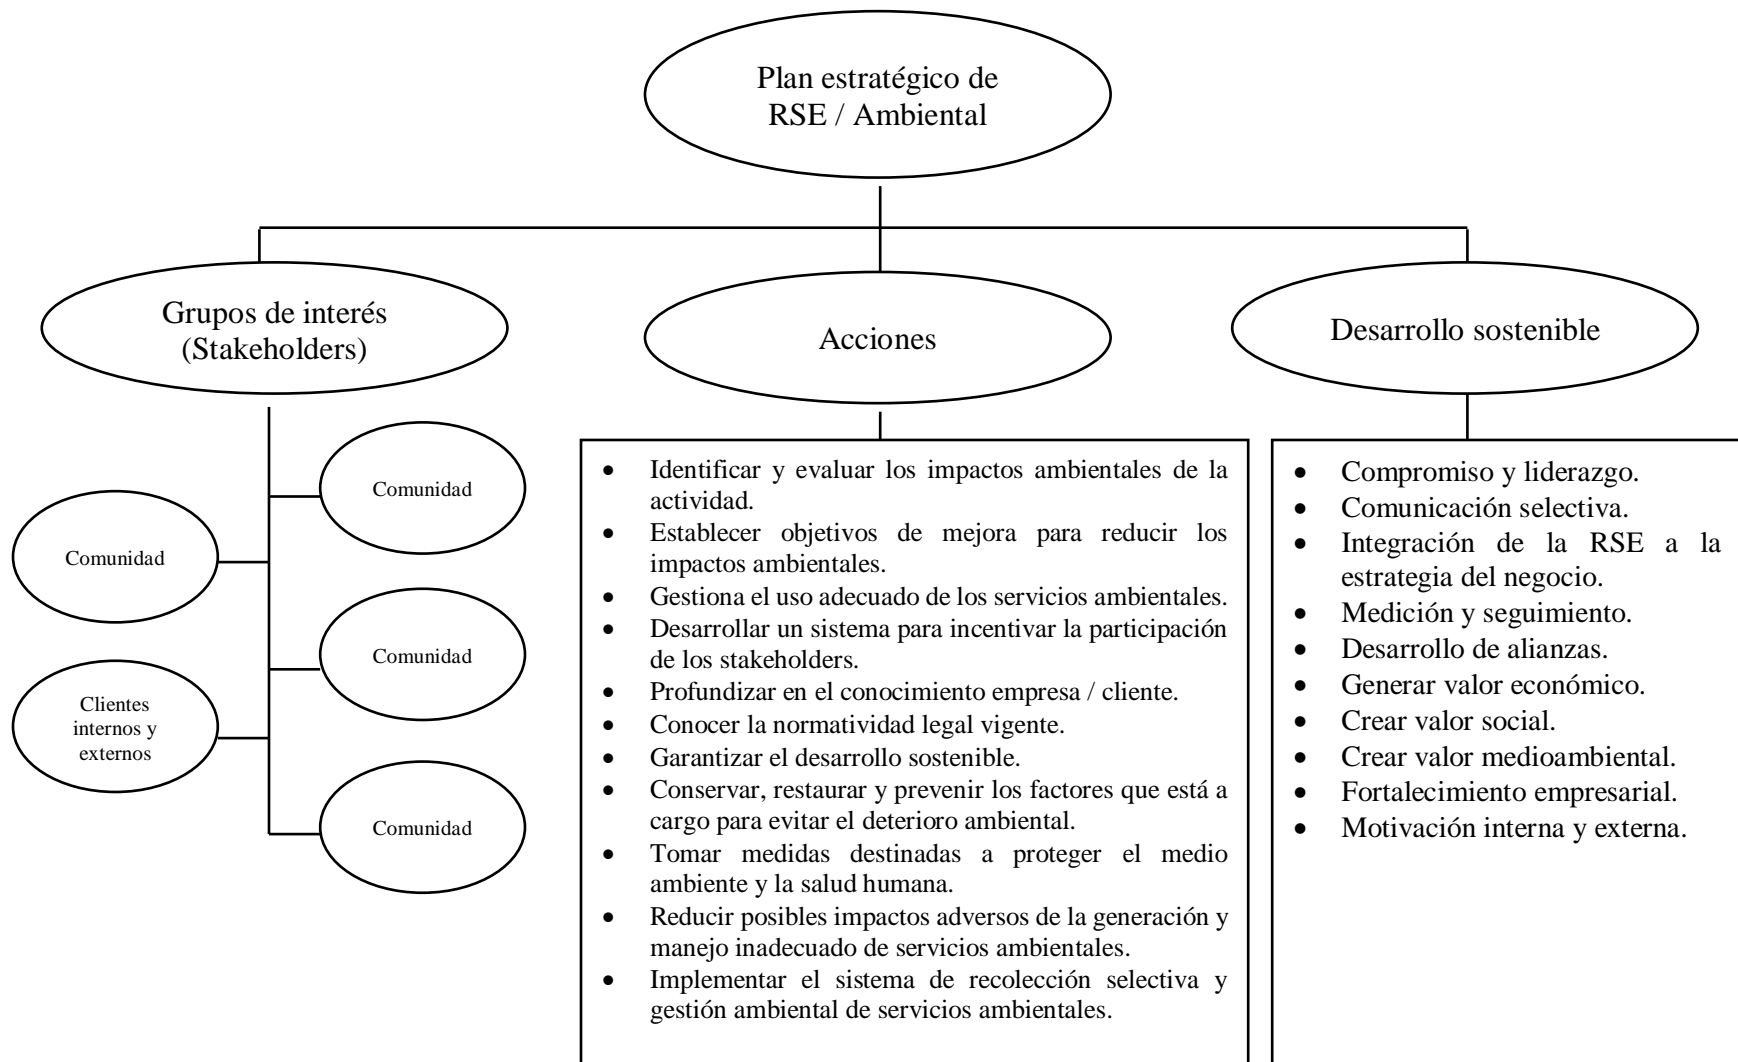 Plan estratégico de
RSE / Ambiental
Grupos de interés
(Stakeholders)
Acciones
Desarrollo sostenible
Comunidad
Comunidad
Comunidad
Clientes
internos y
externos
Comunidad
• Identificar y evaluar los impactos ambientales de la
actividad.
• Establecer objetivos de mejora para reducir los
impactos ambientales.
• Gestiona el uso adecuado de los servicios ambientales.
• Desarrollar un sistema para incentivar la participación
de los stakeholders.
• Profundizar en el conocimiento empresa / cliente.
• Conocer la normatividad legal vigente.
• Garantizar el desarrollo sostenible.
• Conservar, restaurar y prevenir los factores que está a
cargo para evitar el deterioro ambiental.
• Tomar medidas destinadas a proteger el medio
ambiente y la salud humana.
• Reducir posibles impactos adversos de la generación y
manejo inadecuado de servicios ambientales.
• Implementar el sistema de recolección selectiva y
gestión ambiental de servicios ambientales.
• Compromiso y liderazgo.
• Comunicación selectiva.
• Integración de la RSE a la
estrategia del negocio.
• Medición y seguimiento.
• Desarrollo de alianzas.
• Generar valor económico.
• Crear valor social.
• Crear valor medioambiental.
• Fortalecimiento empresarial.
• Motivación interna y externa.